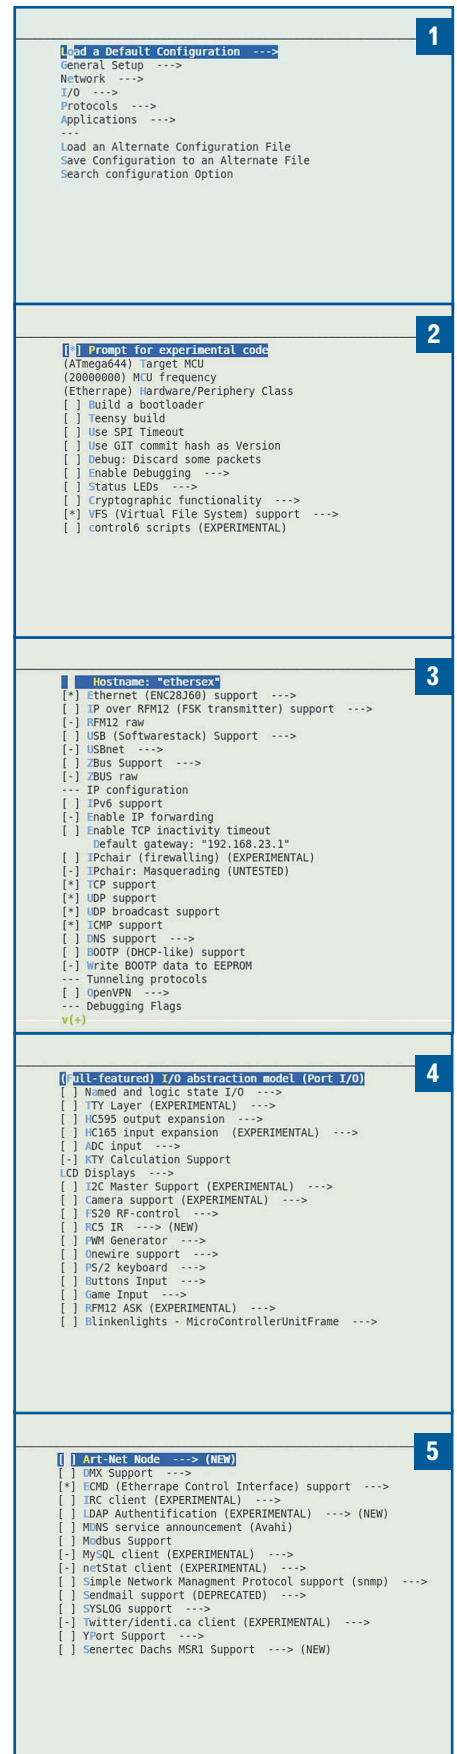 1
Load a Default Configuration  --->
General Setup  --->
Network  --->
I/O  --->
Protocols  --->
Applications  --->
---
Load an Alternate Configuration File
Save Configuration to an Alternate File
Search configuration Option
2
[*] Prompt for experimental code
(ATmega644) Target MCU
(20000000) MCU frequency
(Etherrape) Hardware/Periphery Class
[ ] Build a bootloader
[ ] Teensy build
[ ] Use SPI Timeout
[ ] Use GIT commit hash as Version
[ ] Debug: Discard some packets
[ ] Enable Debugging  --->
[ ] Status LEDs  --->
[ ] Cryptographic functionality  --->
[*] VFS (Virtual File System) support  --->
[ ] control6 scripts (EXPERIMENTAL)
3
Hostname: "ethersex"
[*] Ethernet (ENC28J60) support  --->
[ ] IP over RFM12 (FSK transmitter) support  --->
[-] RFM12 raw
[ ] USB (Softwarestack) Support  --->
[-] USBnet  --->
[ ] ZBus Support  --->
[-] ZBUS raw
--- IP configuration
[ ] IPv6 support
[-] Enable IP forwarding
[ ] Enable TCP inactivity timeout
Default gateway: "192.168.23.1"
[ ] IPchair (firewalling) (EXPERIMENTAL)
[-] IPchair: Masquerading (UNTESTED)
[*] TCP support
[*] UDP support
[*] UDP broadcast support
[*] ICMP support
[ ] DNS support  --->
[ ] BOOTP (DHCP-like) support
[-] Write BOOTP data to EEPROM
--- Tunneling protocols
[ ] OpenVPN  --->
--- Debugging Flags
v(+)
4
(Full-featured) I/O abstraction model (Port I/O)
[ ] Named and logic state I/O  --->
[ ] TTY Layer (EXPERIMENTAL)  --->
[ ] HC595 output expansion  --->
[ ] HC165 input expansion  (EXPERIMENTAL)  --->
[ ] ADC input  --->
[-] KTY Calculation Support
LCD Displays  --->
[ ] I2C Master Support (EXPERIMENTAL)  --->
[ ] Camera support (EXPERIMENTAL)  --->
[ ] FS20 RF-control  --->
[ ] RC5 IR  ---> (NEW)
[ ] PWM Generator  --->
[ ] Onewire support  --->
[ ] PS/2 keyboard  --->
[ ] Buttons Input  --->
[ ] Game Input  --->
[ ] RFM12 ASK (EXPERIMENTAL)  --->
[ ] Blinkenlights - MicroControllerUnitFrame  --->
5
[ ] Art-Net Node  ---> (NEW)
[ ] DMX Support  --->
[*] ECMD (Etherrape Control Interface) support  --->
[ ] IRC client (EXPERIMENTAL)  --->
[ ] LDAP Authentification (EXPERIMENTAL)  ---> (NEW)
[ ] MDNS service announcement (Avahi)
[ ] Modbus Support
[-] MySQL client (EXPERIMENTAL)  --->
[-] netStat client (EXPERIMENTAL)  --->
[ ] Simple Network Managment Protocol support (snmp)  --->
[ ] Sendmail support (DEPRECATED)  --->
[ ] SYSLOG support  --->
[-] Twitter/identi.ca client (EXPERIMENTAL)  --->
[ ] YPort Support  --->
[ ] Senertec Dachs MSR1 Support  ---> (NEW)